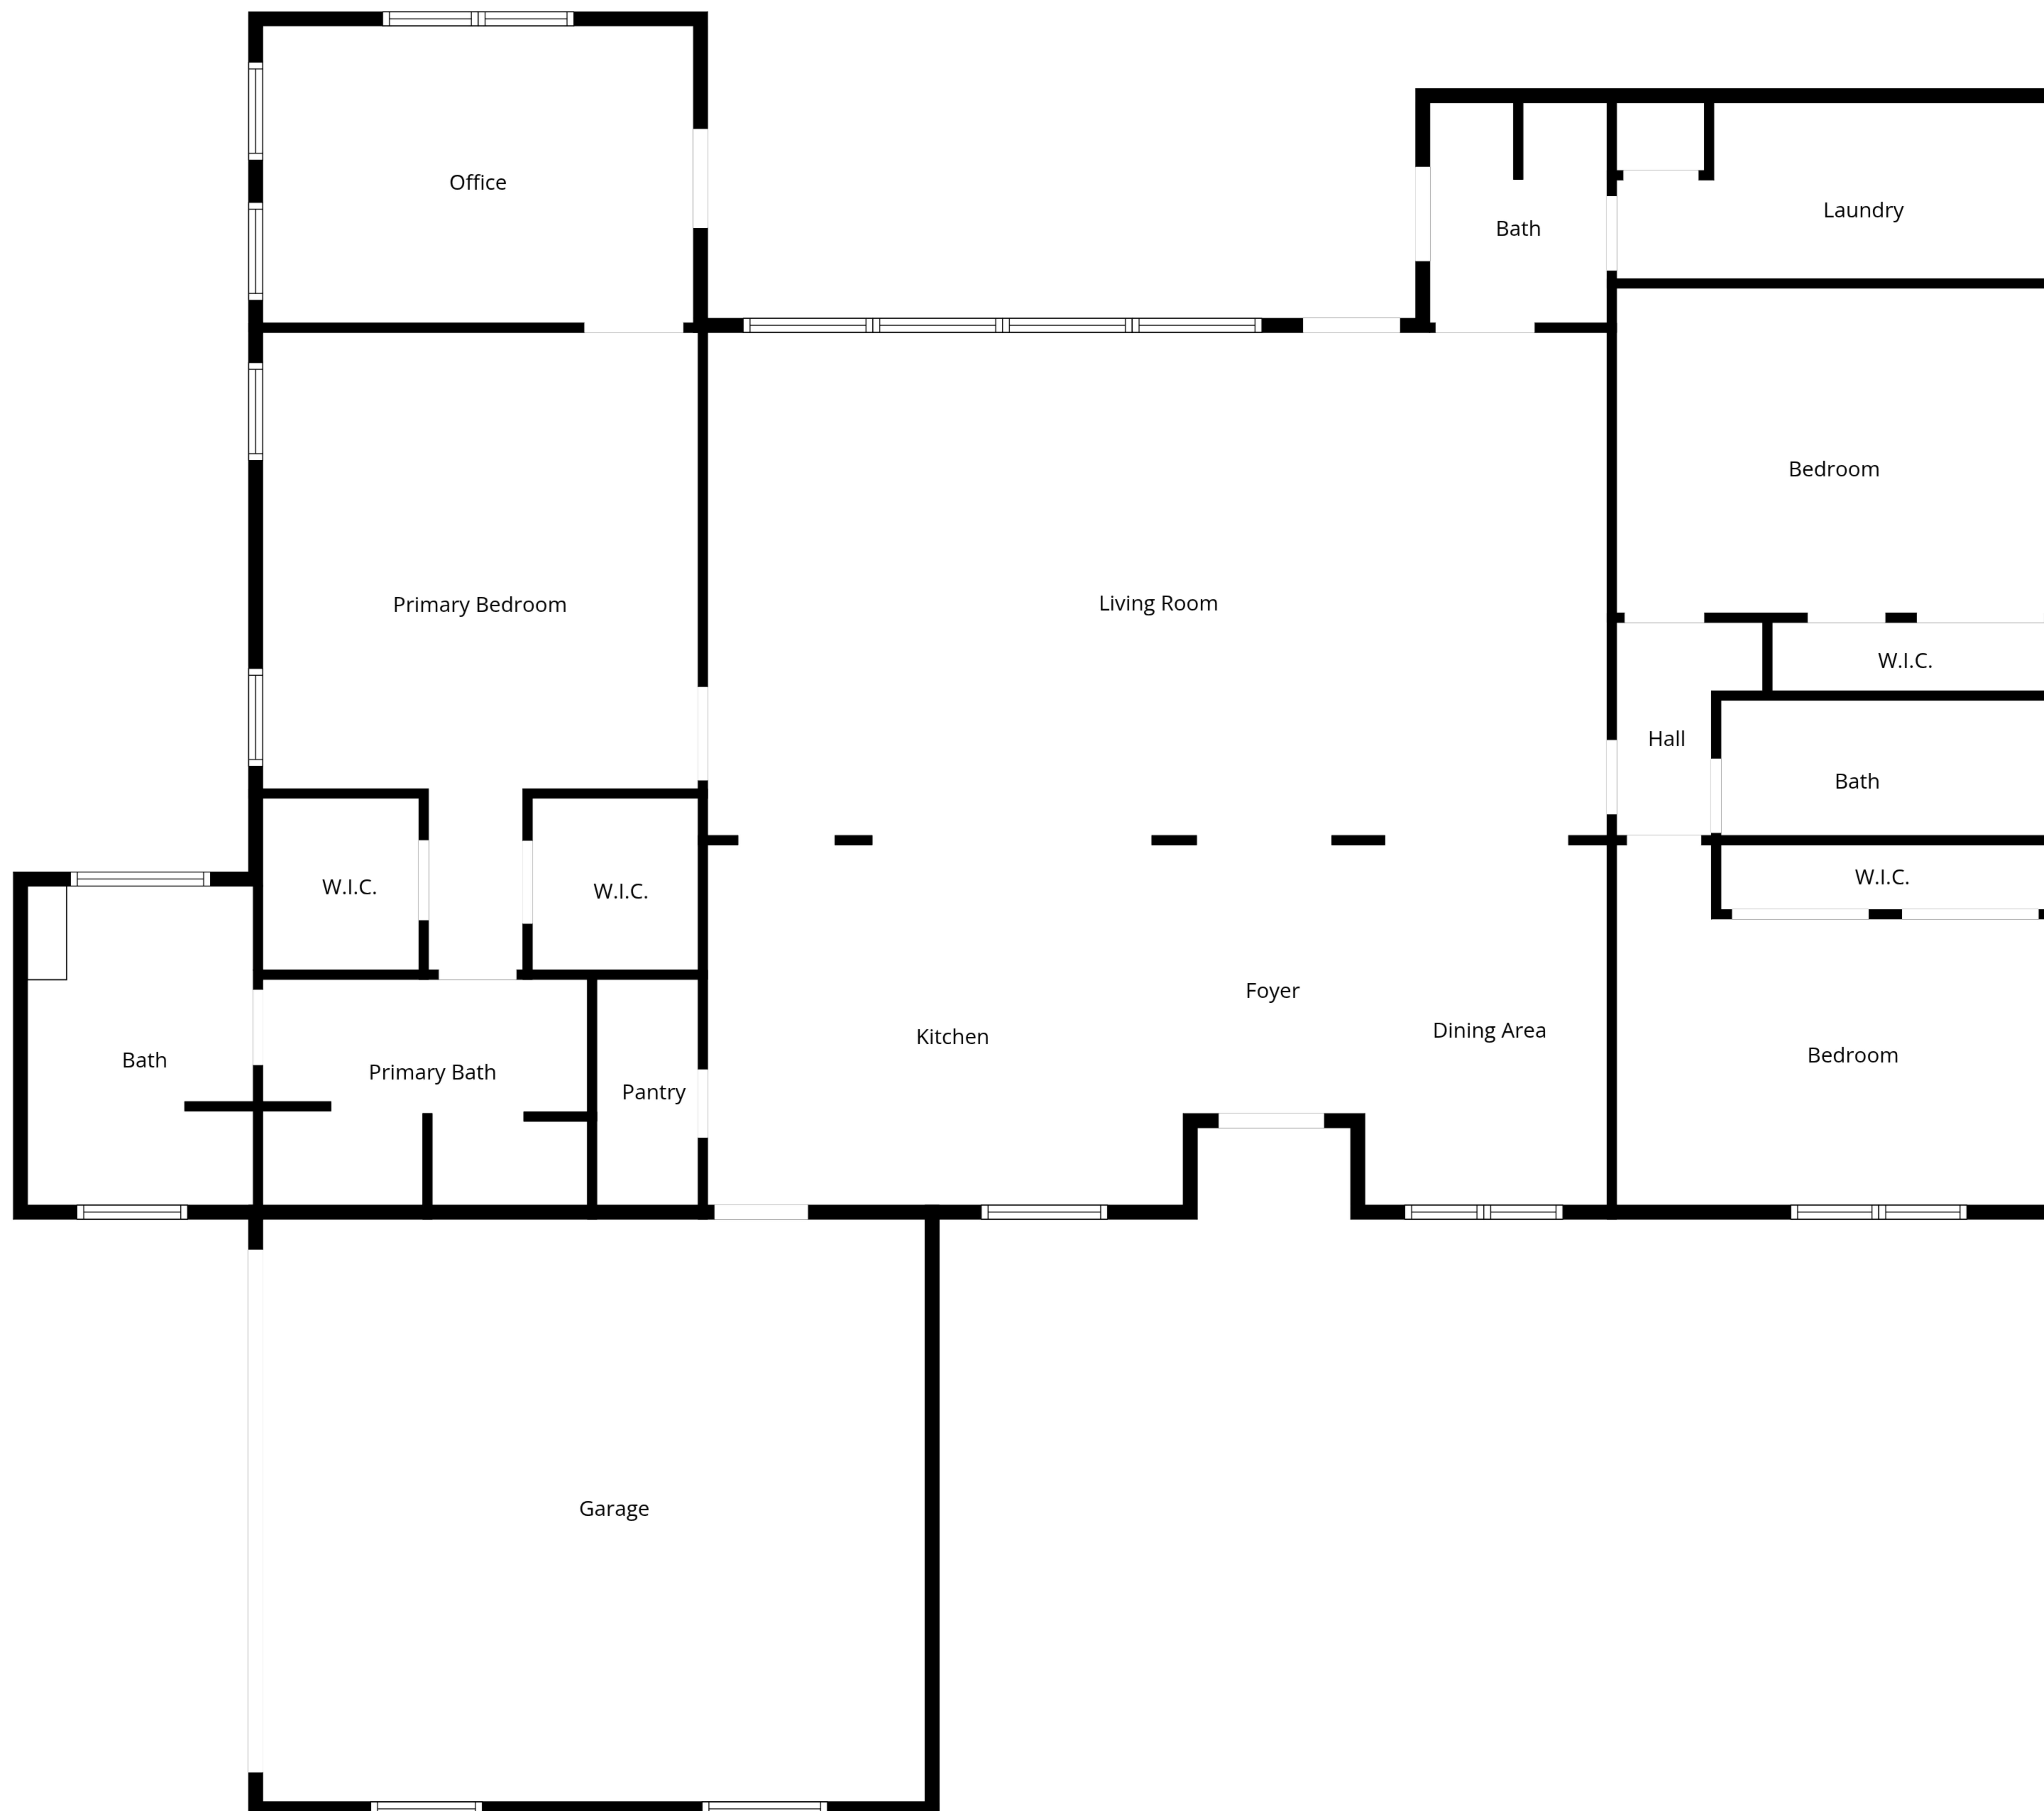 Office
Bath
Laundry
Bedroom
Primary Bedroom
Living Room
W.I.C.
Hall
Bath
W.I.C.
W.I.C.
W.I.C.
Foyer
Kitchen
Dining Area
Bedroom
Bath
Primary Bath
Pantry
Garage